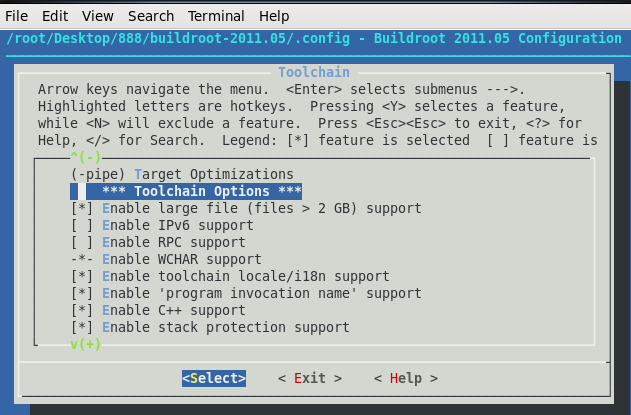 File Edit View Search Terminal Help
/root/Desktop/888/buildroot-2011.05/.config - Buildroot 2011.05 Configuration
Toolchain
Arrow keys navigate the menu. <Enter> selects submenus --->.
Highlighted letters are hotkeys. Pressing <Y> selectes a feature,
while <N> will exclude a feature. Press <Esc><Esc> to exit, <?> for
Help, </> for Search. Legend: [*] feature is selected [ ] feature is
^(-)
(-pipe) Target Optimizations
*** Toolchain Options ***
[*] Enable large file (files > 2 GB) support
[ ] Enable IPv6 support
[ ] Enable RPC support
-*- Enable WCHAR support
[*] Enable toolchain locale/i18n support
[*] Enable 'program invocation name' support
[*] Enable C++ support
[*] Enable stack protection support
v(+)
<Select> < Exit > < Help >